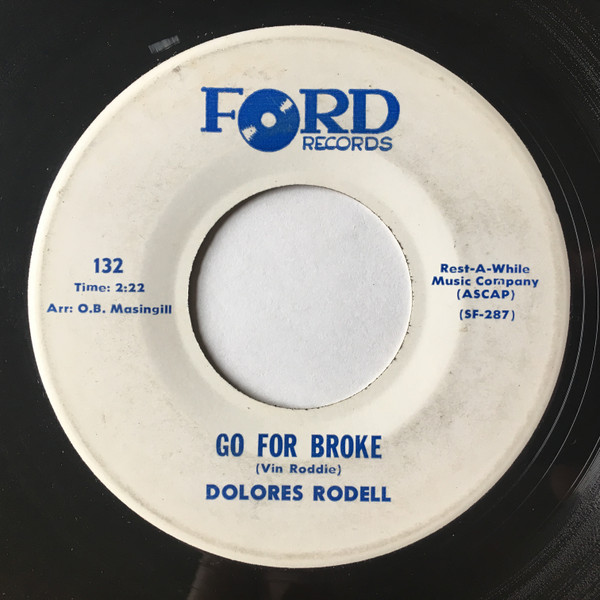 FORD
RECORDS
132
Time: 2:22
Arr: O.B. Masingill
Rest-A-While
Music Company
(ASCAP)
(SF-287)
GO FOR BROKE
(Vin Roddie)
DOLORES RODELL